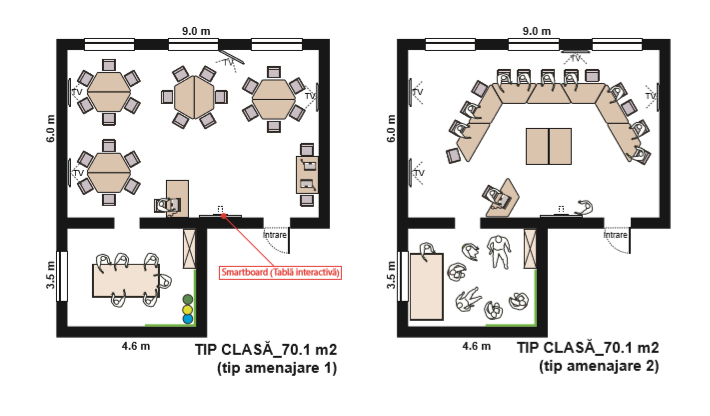 9.0 m
TV
TV
TV
TV
6.0 m
Intrare
Smartboard (Tablă interactivă)
3.5 m
4.6 m
TIP CLASĂ_70.1 m2
(tip amenajare 1)
9.0 m
TV
TV
TV
TV
6.0 m
Intrare
3.5 m
4.6 m
TIP CLASĂ_70.1 m2
(tip amenajare 2)